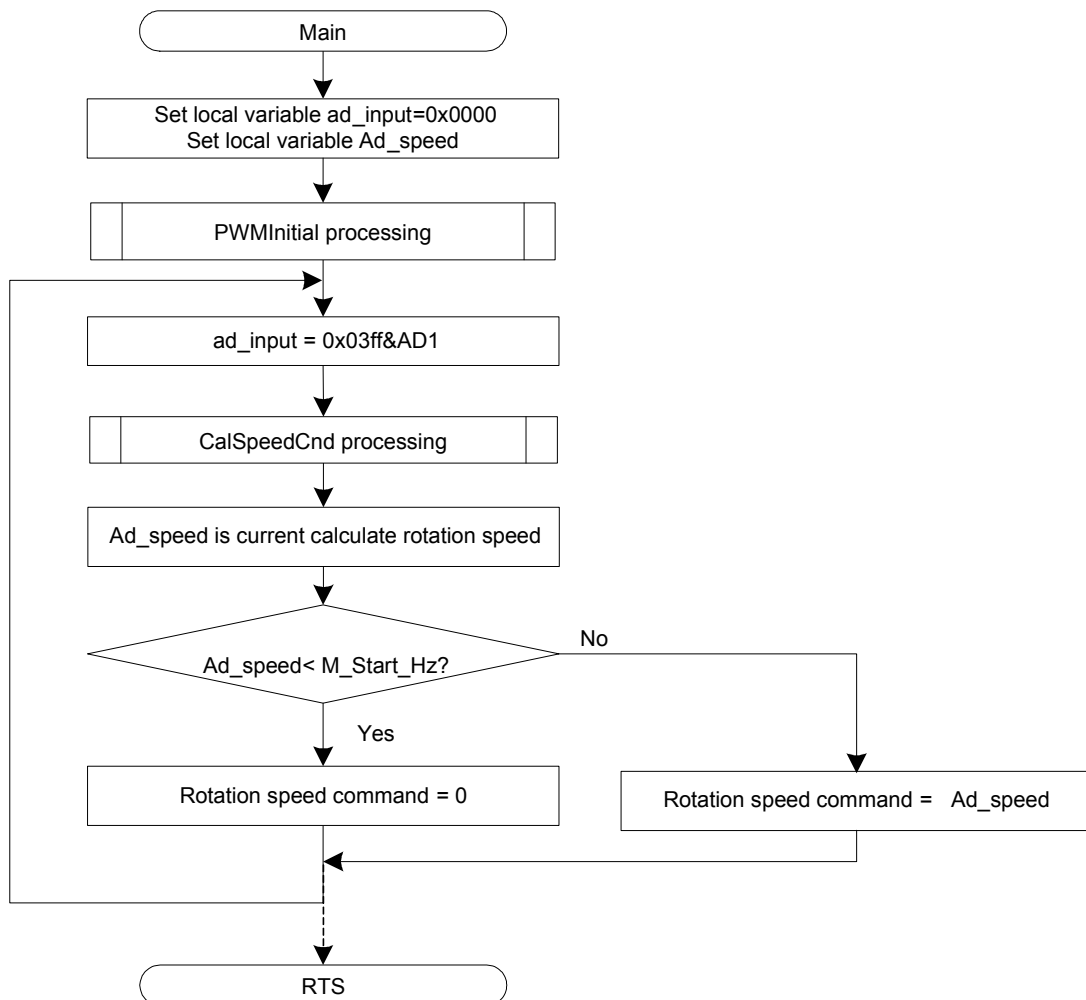 Main
Set local variable ad_input=0x0000
Set local variable Ad_speed
PWMInitial processing
ad_input = 0x03ff&AD1
CalSpeedCnd processing
Ad_speed is current calculate rotation speed
Ad_speed< M_Start_Hz?
No
Yes
Rotation speed command = 0
Rotation speed command = Ad_speed
RTS